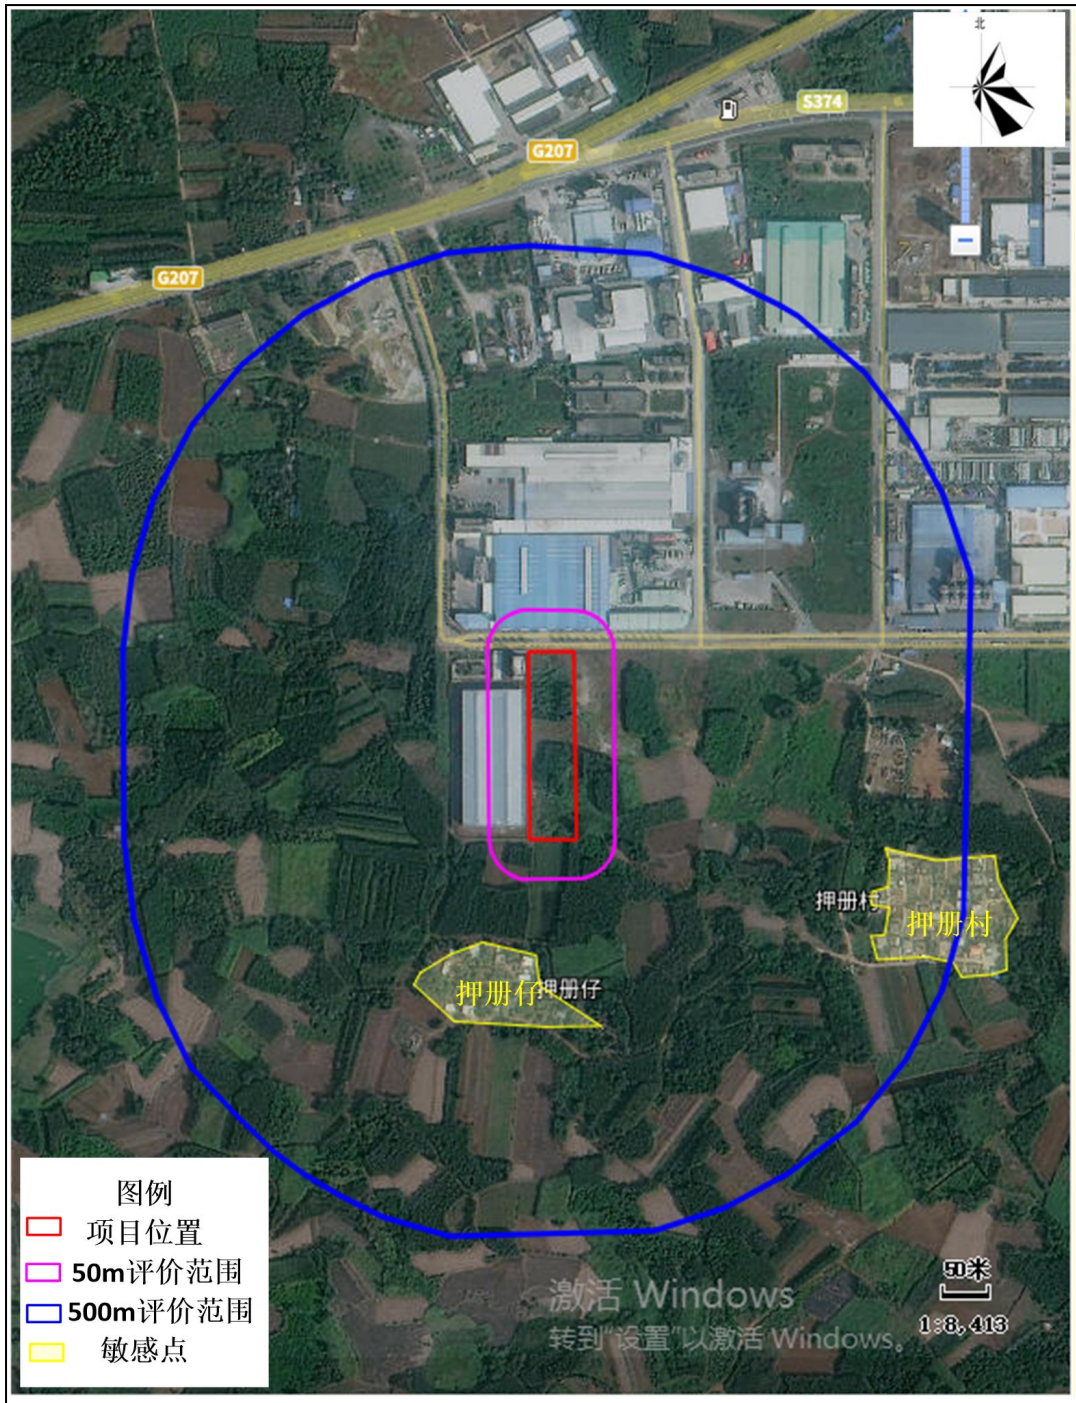 北
S374
G207
G207
押册村
押册村
押册仔
押册仔
图例
项目位置
50m评价范围
500m评价范围
敏感点
50米
1:8,413
激活 Windows
转到“设置”以激活 Windows。